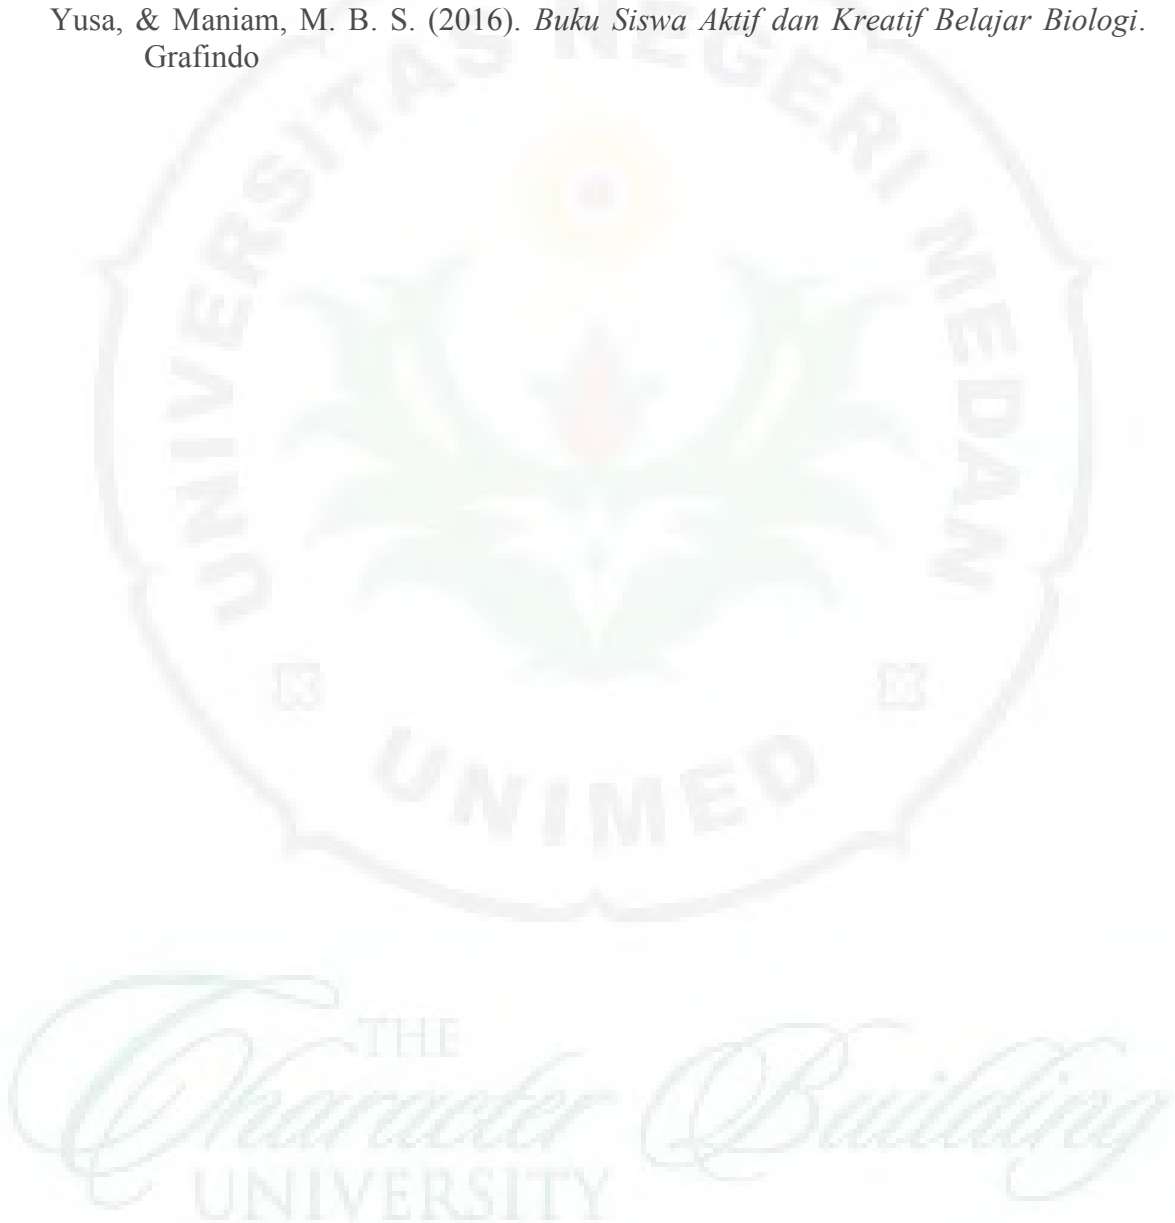 Yusa, & Maniam, M. B. S. (2016). Buku Siswa Aktif dan Kreatif Belajar Biologi.
Grafindo
UNIVERSITAS NEGERI MEDAN
UNIMED
THE
Character Building
UNIVERSITY